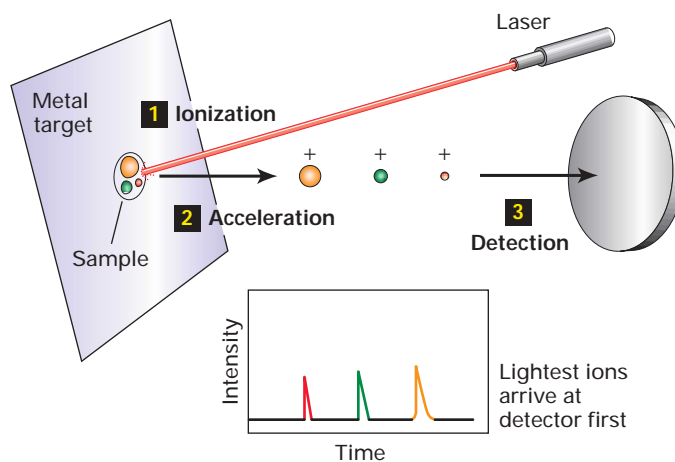 Laser
Metal
target
1 Ionization
+ + +
2 Acceleration
3
Detection
Sample
Intensity
Lightest ions
arrive at
detector first
Time